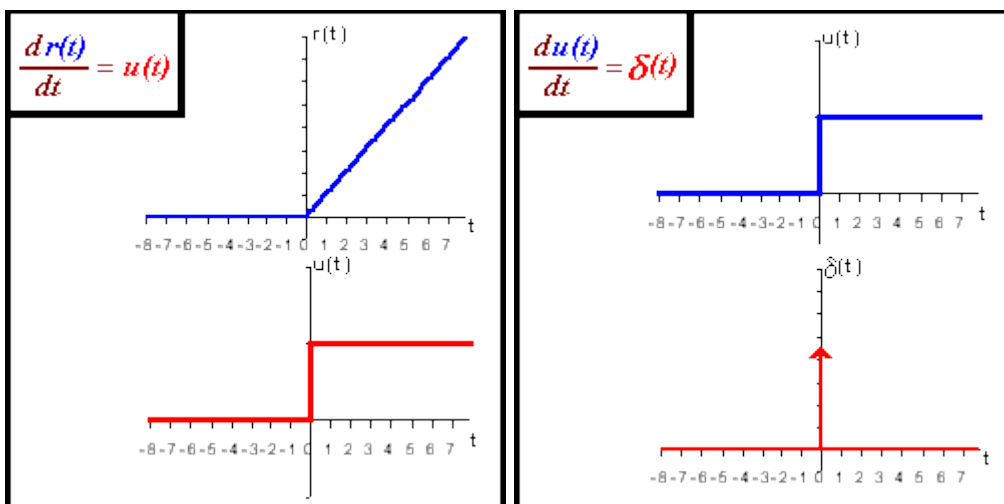 dr(t)
dt
= u(t)
r(t)
-8 -7 -6 -5 -4 -3 -2 -1 0 1 2 3 4 5 6 7 t
u(t)
-8 -7 -6 -5 -4 -3 -2 -1 0 1 2 3 4 5 6 7 t
du(t)
dt
= δ(t)
u(t)
-8 -7 -6 -5 -4 -3 -2 -1 0 1 2 3 4 5 6 7 t
δ(t)
-8 -7 -6 -5 -4 -3 -2 -1 0 1 2 3 4 5 6 7 t